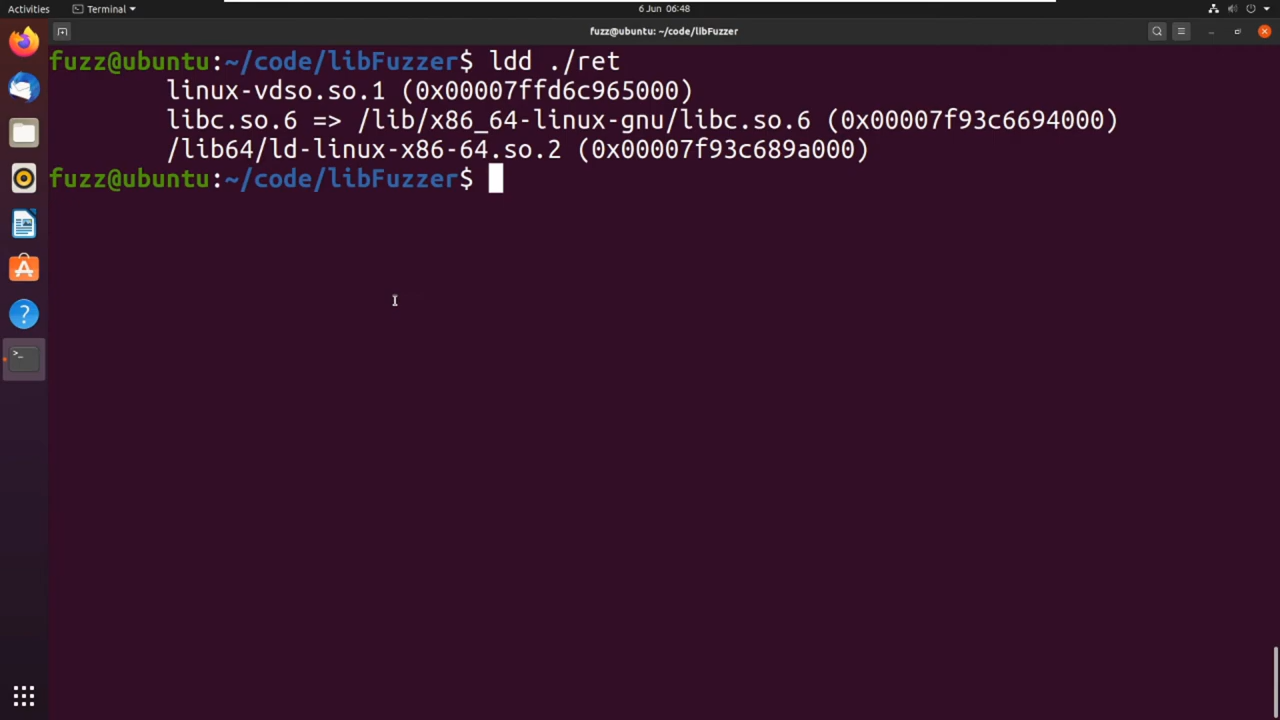 Activities
Terminal
6 Jun 06:48
fuzz@ubuntu: ~/code/libFuzzer
fuzz@ubuntu:~/code/libFuzzer$ ldd ./ret
linux-vdso.so.1 (0x00007ffd6c965000)
libc.so.6 => /lib/x86_64-linux-gnu/libc.so.6 (0x00007f93c6694000)
/lib64/ld-linux-x86-64.so.2 (0x00007f93c689a000)
fuzz@ubuntu:~/code/libFuzzer$